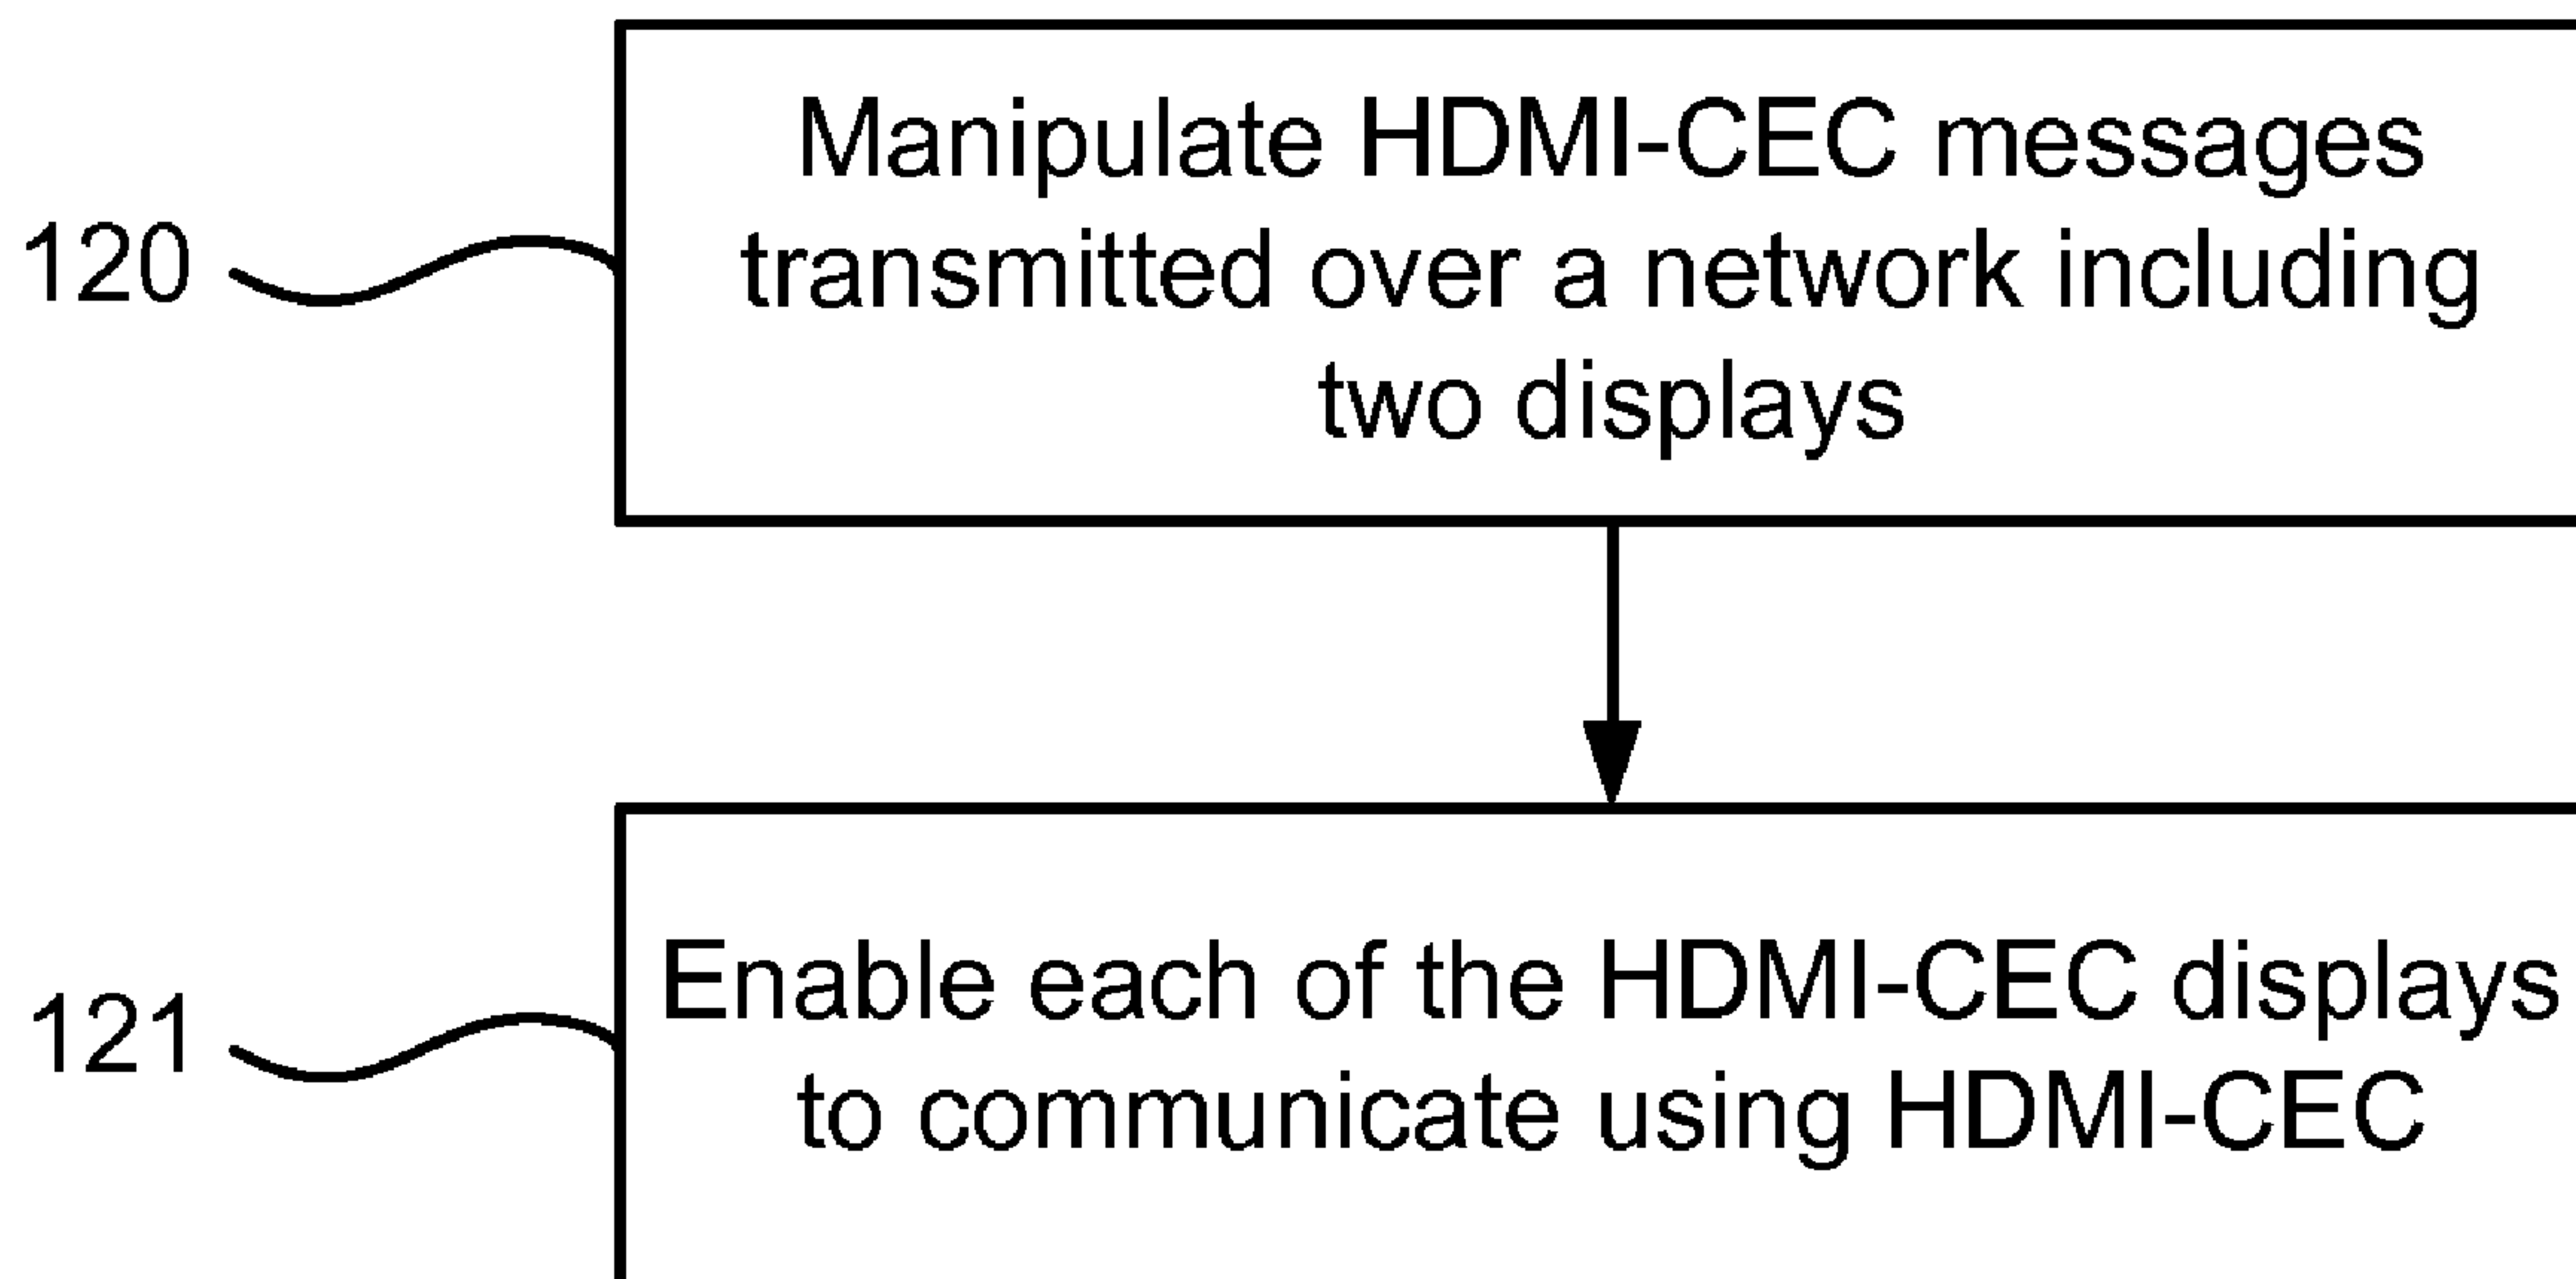 Manipulate HDMI-CEC messages
120
transmitted over a network including
two displays
Enable each of the HDMI-CEC displays
121
to communicate using HDMI-CEC